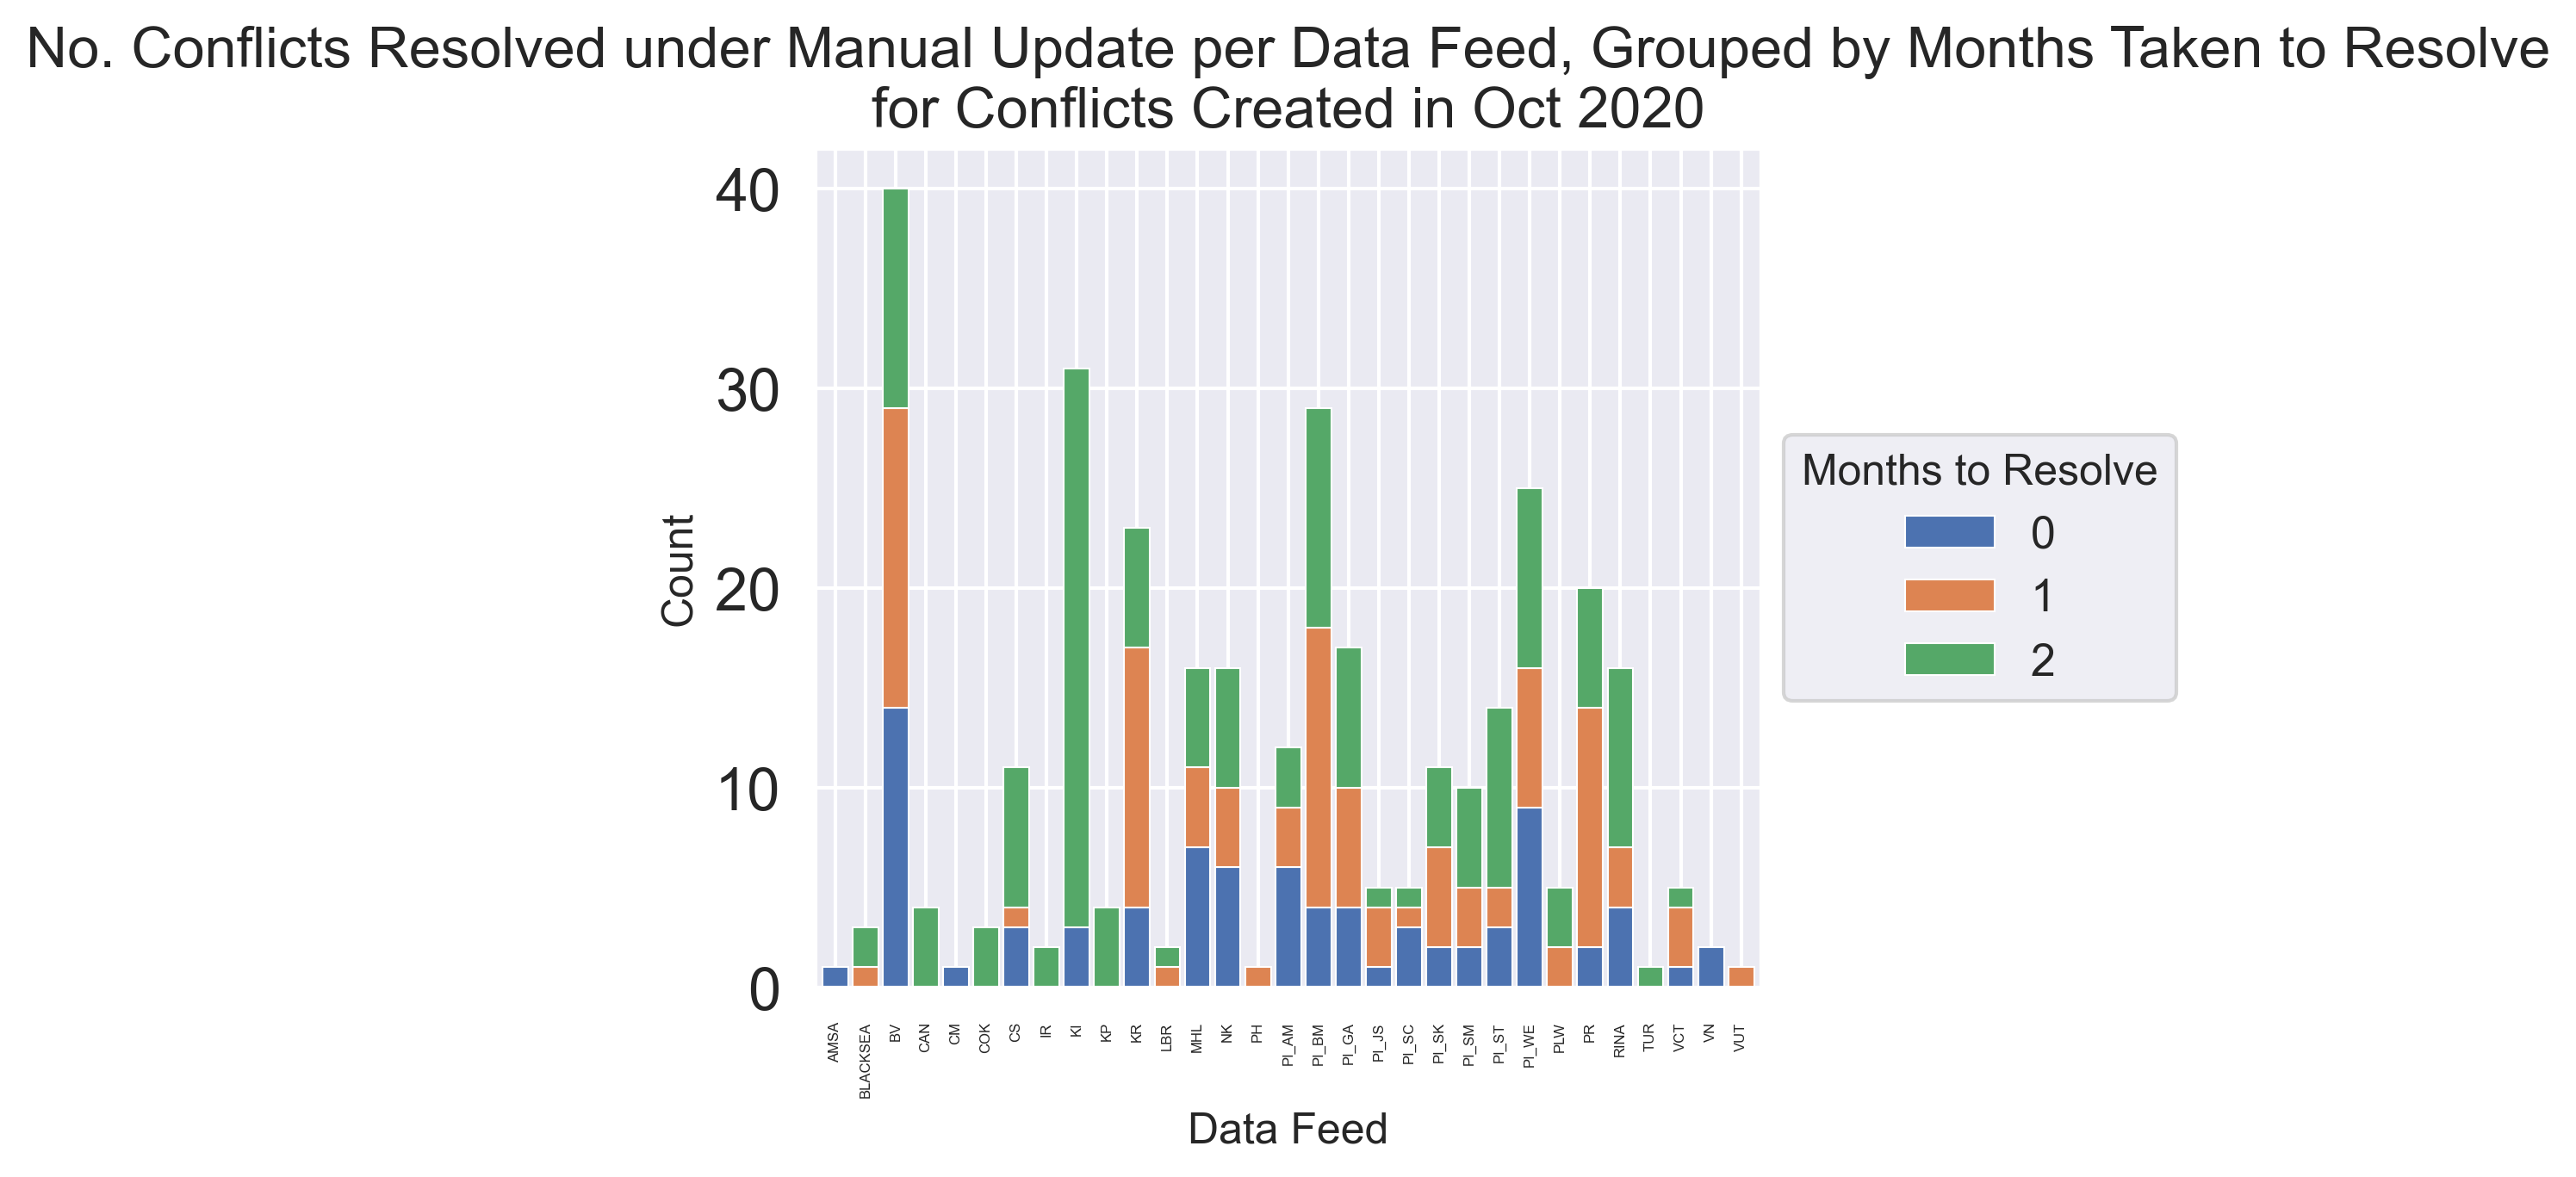 No. Conflicts Resolved under Manual Update per Data Feed, Grouped by Months Taken to Resolve
for Conflicts Created in Oct 2020
40
30
20
10
0
Count
AMSA
BLACKSEA
BV
CAN
CM
COK
CS
IR
KI
KP
KR
LBR
MHL
NK
PH
PI_AM
PI_BM
PI_GA
PI_JS
PI_SC
PI_SK
PI_SM
PI_ST
PI_WE
PLW
PR
RINA
TUR
VCT
VN
VUT
Data Feed
Months to Resolve
0
1
2